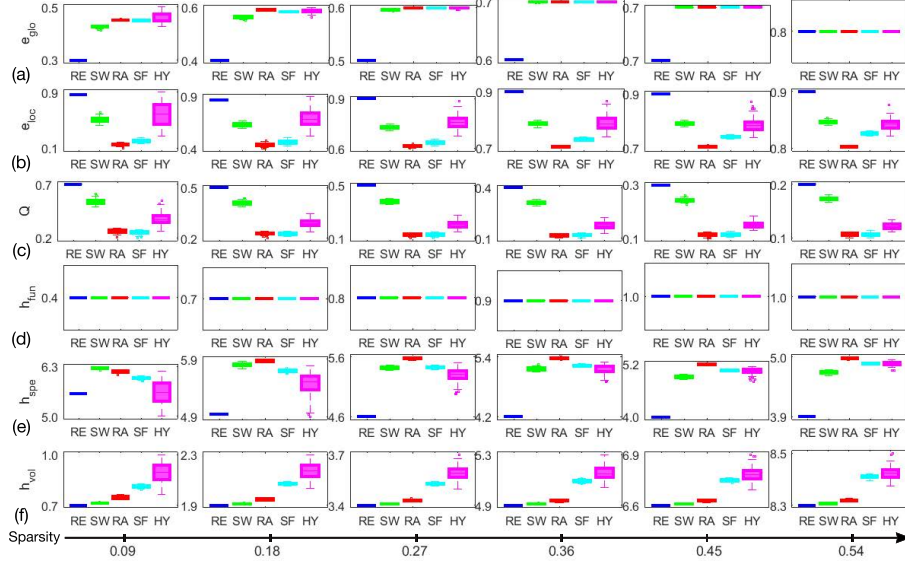 0.5 0.6 0.6 0.7 0.7
e_glo 0.8
0.3 0.4 0.5 0.6 0.7
(a) RE SW RA SF HY RE SW RA SF HY RE SW RA SF HY RE SW RA SF HY RE SW RA SF HY RE SW RA SF HY
0.9 0.9 0.9 0.9 0.9 0.9
e_loc
0.1 0.4 0.6 0.7 0.7 0.8
(b) RE SW RA SF HY RE SW RA SF HY RE SW RA SF HY RE SW RA SF HY RE SW RA SF HY RE SW RA SF HY
0.7 0.5 0.5 0.4 0.3 0.2
Q
0.2 0.2 0.1 0.1 0.1 0.1
(c) RE SW RA SF HY RE SW RA SF HY RE SW RA SF HY RE SW RA SF HY RE SW RA SF HY RE SW RA SF HY
h_fun 0.4 0.7 0.8 0.9 1.0 1.0
(d) RE SW RA SF HY RE SW RA SF HY RE SW RA SF HY RE SW RA SF HY RE SW RA SF HY RE SW RA SF HY
6.3 5.9 5.6 5.4 5.2 5.0
h_spe
5.0 4.9 4.6 4.2 4.0 3.9
(e) RE SW RA SF HY RE SW RA SF HY RE SW RA SF HY RE SW RA SF HY RE SW RA SF HY RE SW RA SF HY
1.0 2.3 3.7 5.3 6.9 8.5
h_vol
0.7 1.9 3.4 4.9 6.6 8.3
(f) RE SW RA SF HY RE SW RA SF HY RE SW RA SF HY RE SW RA SF HY RE SW RA SF HY RE SW RA SF HY
Sparsity 0.09 0.18 0.27 0.36 0.45 0.54